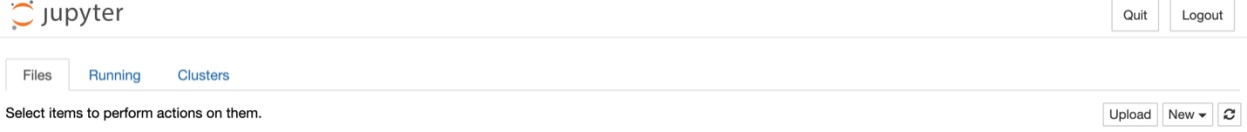 jupyter
Quit
Logout
Files
Running
Clusters
Select items to perform actions on them.
Upload
New